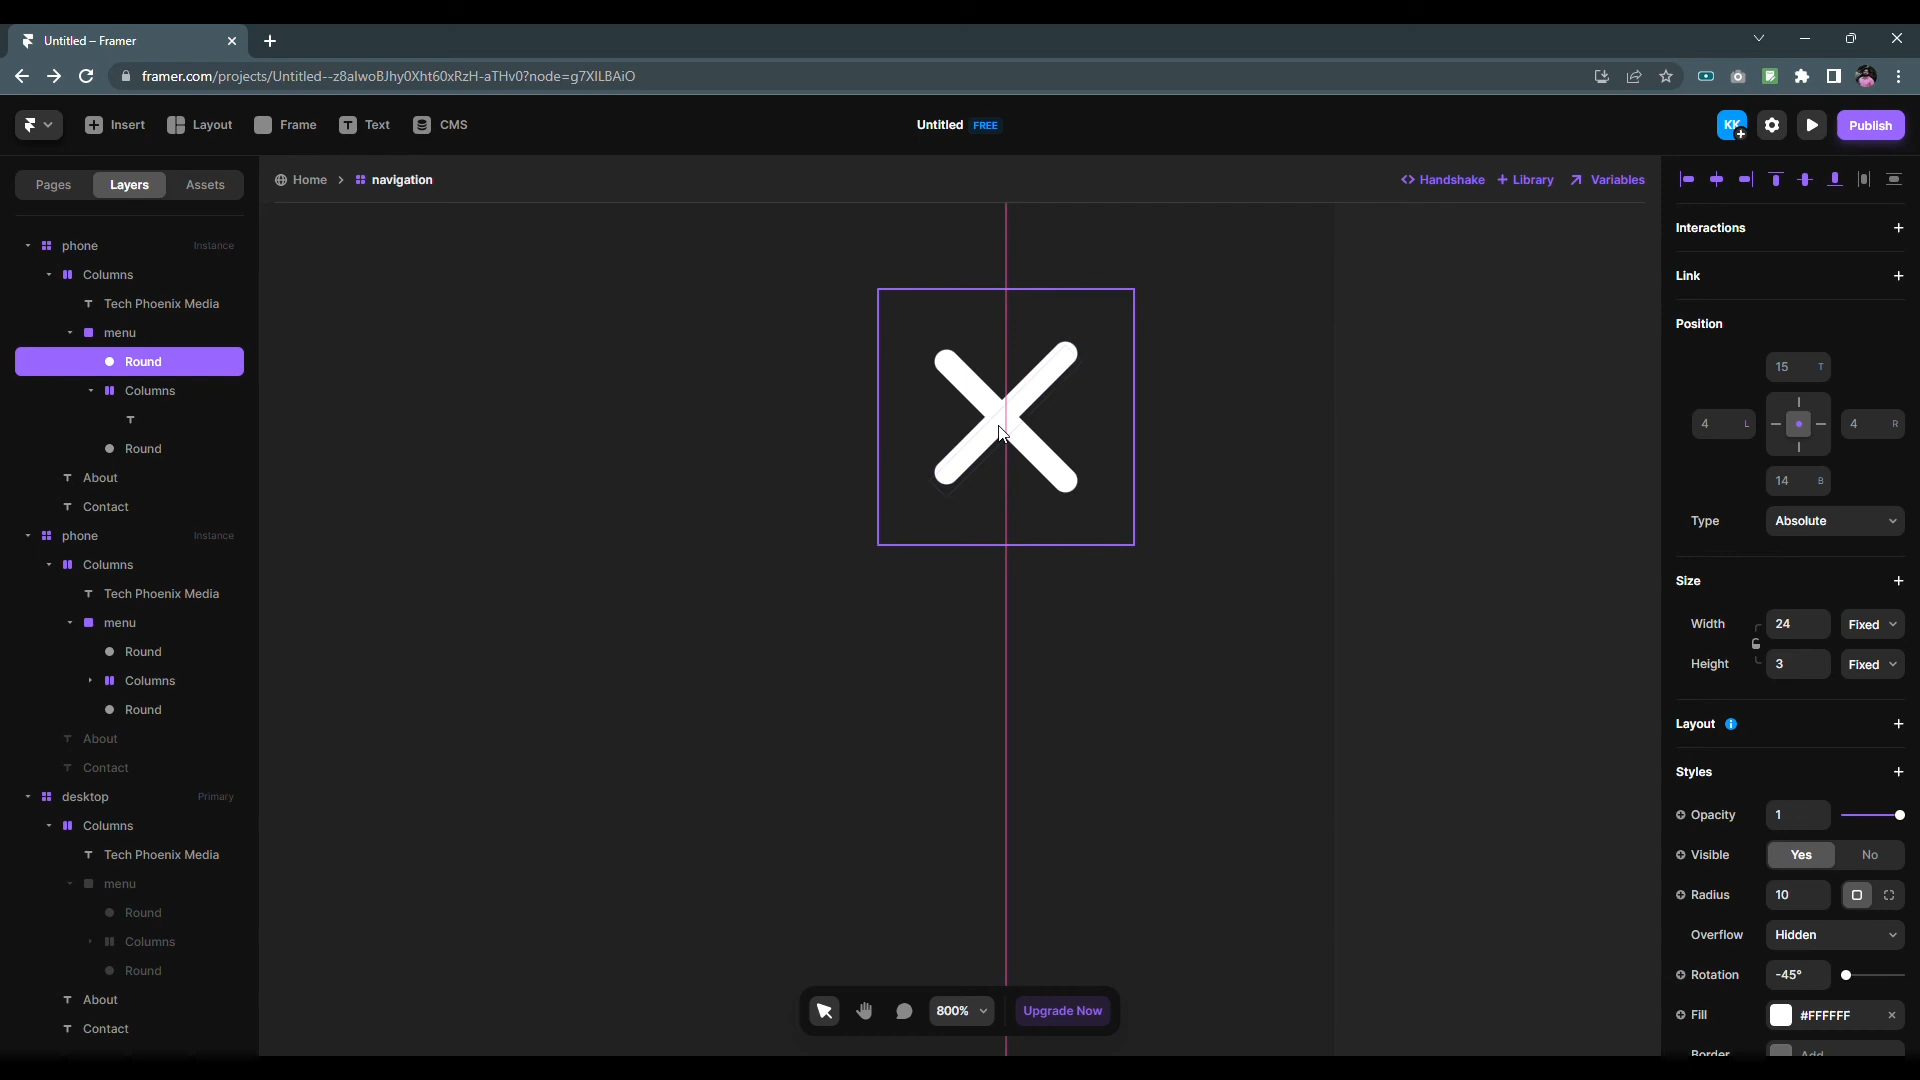 Untitled – Framer
framer.com/projects/Untitled--z8alwoBJhy0Xht60xRzH-aTHv0?node=g7XILBAiO
Insert Layout Frame Text CMS
Untitled FREE
KK
Publish
Pages Layers Assets
Home navigation
Handshake Library Variables
phone Instance
Columns
Tech Phoenix Media
menu
Round
Columns
Round
About
Contact
phone Instance
Columns
Tech Phoenix Media
menu
Round
Columns
Round
About
Contact
desktop Primary
Columns
Tech Phoenix Media
menu
Round
Columns
Round
About
Contact
800% Upgrade Now
Interactions
Link
Position
15 T
4 L
4 R
14 B
Type Absolute
Size
Width 24 Fixed
Height 3 Fixed
Layout
Styles
Opacity 1
Visible Yes No
Radius 10
Overflow Hidden
Rotation -45°
Fill #FFFFFF
Border Add